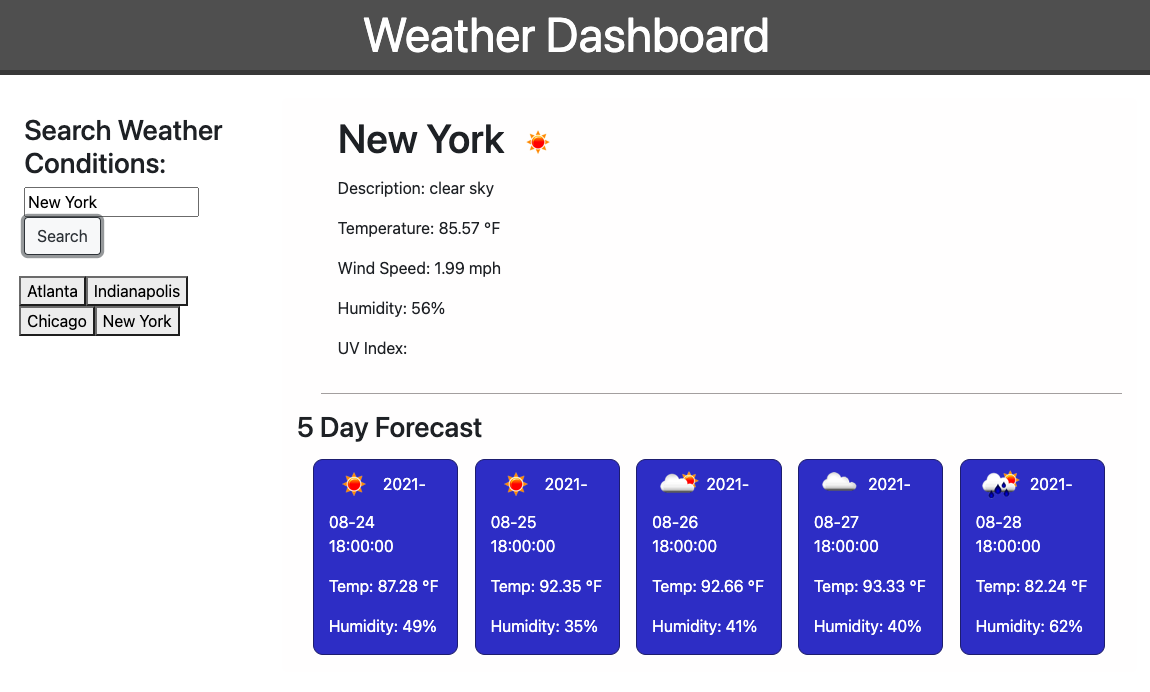 Weather Dashboard
Search Weather
Conditions:
New York
Search
Atlanta
Indianapolis
Chicago
New York
New York
Description: clear sky
Temperature: 85.57 °F
Wind Speed: 1.99 mph
Humidity: 56%
UV Index:
5 Day Forecast
2021-
08-24
18:00:00
Temp: 87.28 °F
Humidity: 49%
2021-
08-25
18:00:00
Temp: 92.35 °F
Humidity: 35%
2021-
08-26
18:00:00
Temp: 92.66 °F
Humidity: 41%
2021-
08-27
18:00:00
Temp: 93.33 °F
Humidity: 40%
2021-
08-28
18:00:00
Temp: 82.24 °F
Humidity: 62%